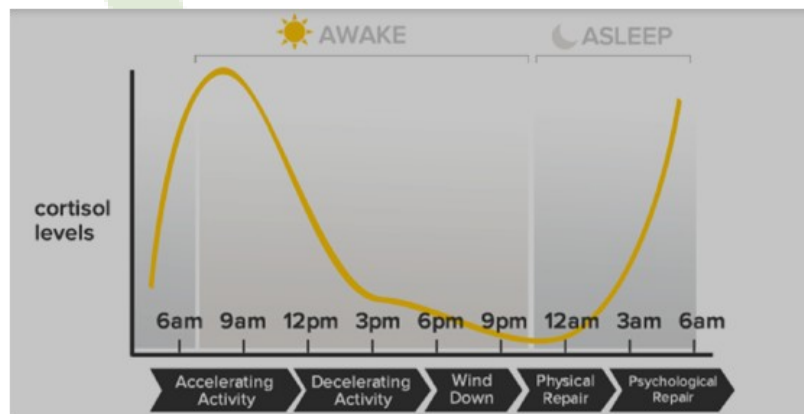 AWAKE
ASLEEP
cortisol
levels
6am 9am 12pm 3pm 6pm 9pm 12am 3am 6am
Accelerating
Activity
Decelerating
Activity
Wind
Down
Physical
Repair
Psychological
Repair